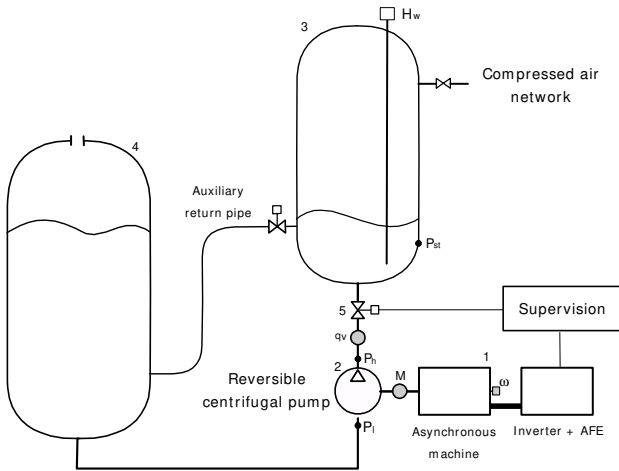 3
Hw
Compressed air
network
4
Auxiliary
return pipe
Pst
5
Supervision
qv
Ph
2
1
M
ω
Reversible
centrifugal pump
Pl
Asynchronous
machine
Inverter + AFE